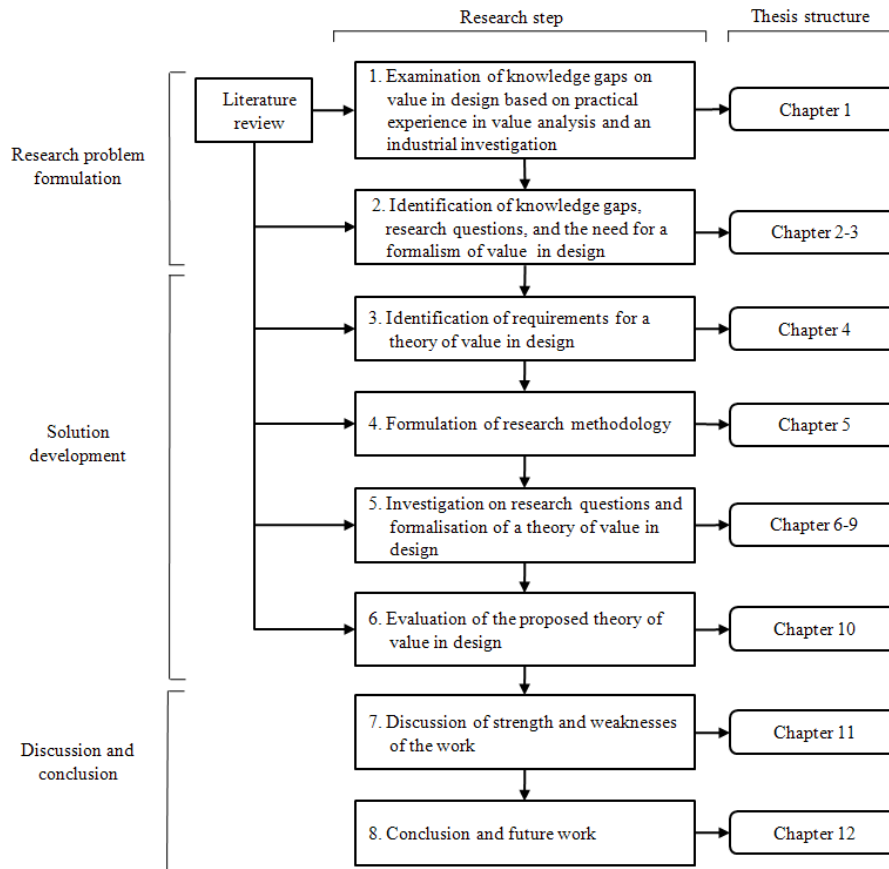 Research step
Thesis structure
Literature
review
1. Examination of knowledge gaps on
value in design based on practical
experience in value analysis and an
industrial investigation
Chapter 1
Research problem
formulation
2. Identification of knowledge gaps,
research questions, and the need for a
formalism of value in design
Chapter 2-3
3. Identification of requirements for a
theory of value in design
Chapter 4
Solution
development
4. Formulation of research methodology
Chapter 5
5. Investigation on research questions and
formalisation of a theory of value in
design
Chapter 6-9
6. Evaluation of the proposed theory of
value in design
Chapter 10
Discussion and
conclusion
7. Discussion of strength and weaknesses
of the work
Chapter 11
8. Conclusion and future work
Chapter 12